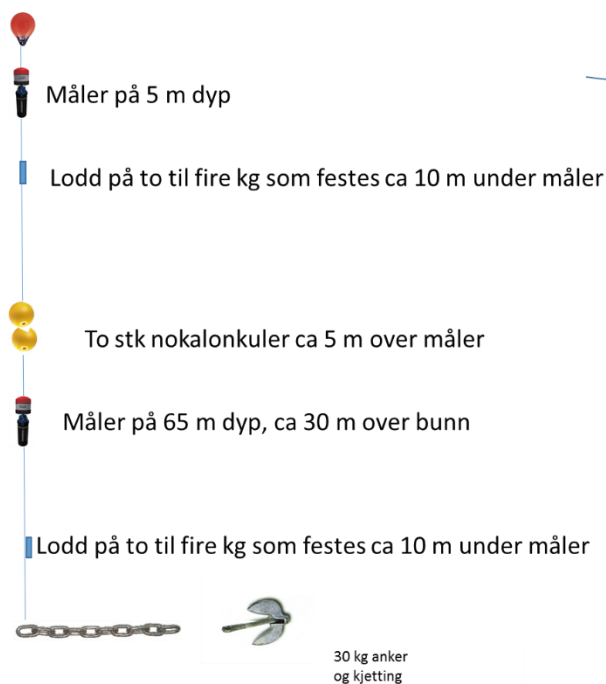 Måler på 5 m dyp
Lodd på to til fire kg som festes ca 10 m under måler
To stk nokalonkuler ca 5 m over måler
Måler på 65 m dyp, ca 30 m over bunn
Lodd på to til fire kg som festes ca 10 m under måler
30 kg anker
og kjetting